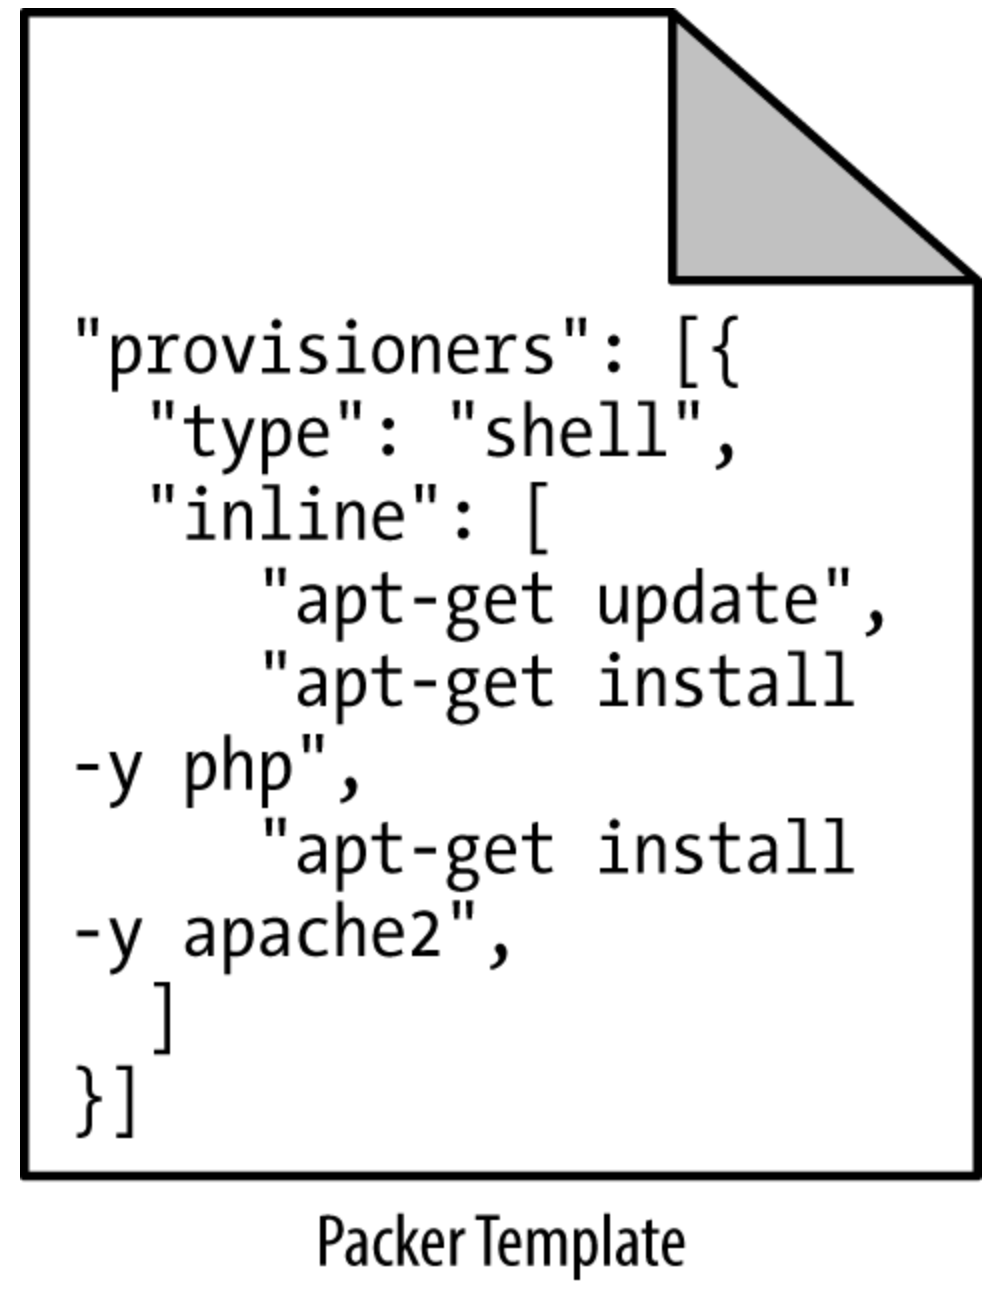 "provisioners": [{
  "type": "shell",
  "inline": [
     "apt-get update",
     "apt-get install
-y php",
     "apt-get install
-y apache2",
  ]
}]
Packer Template